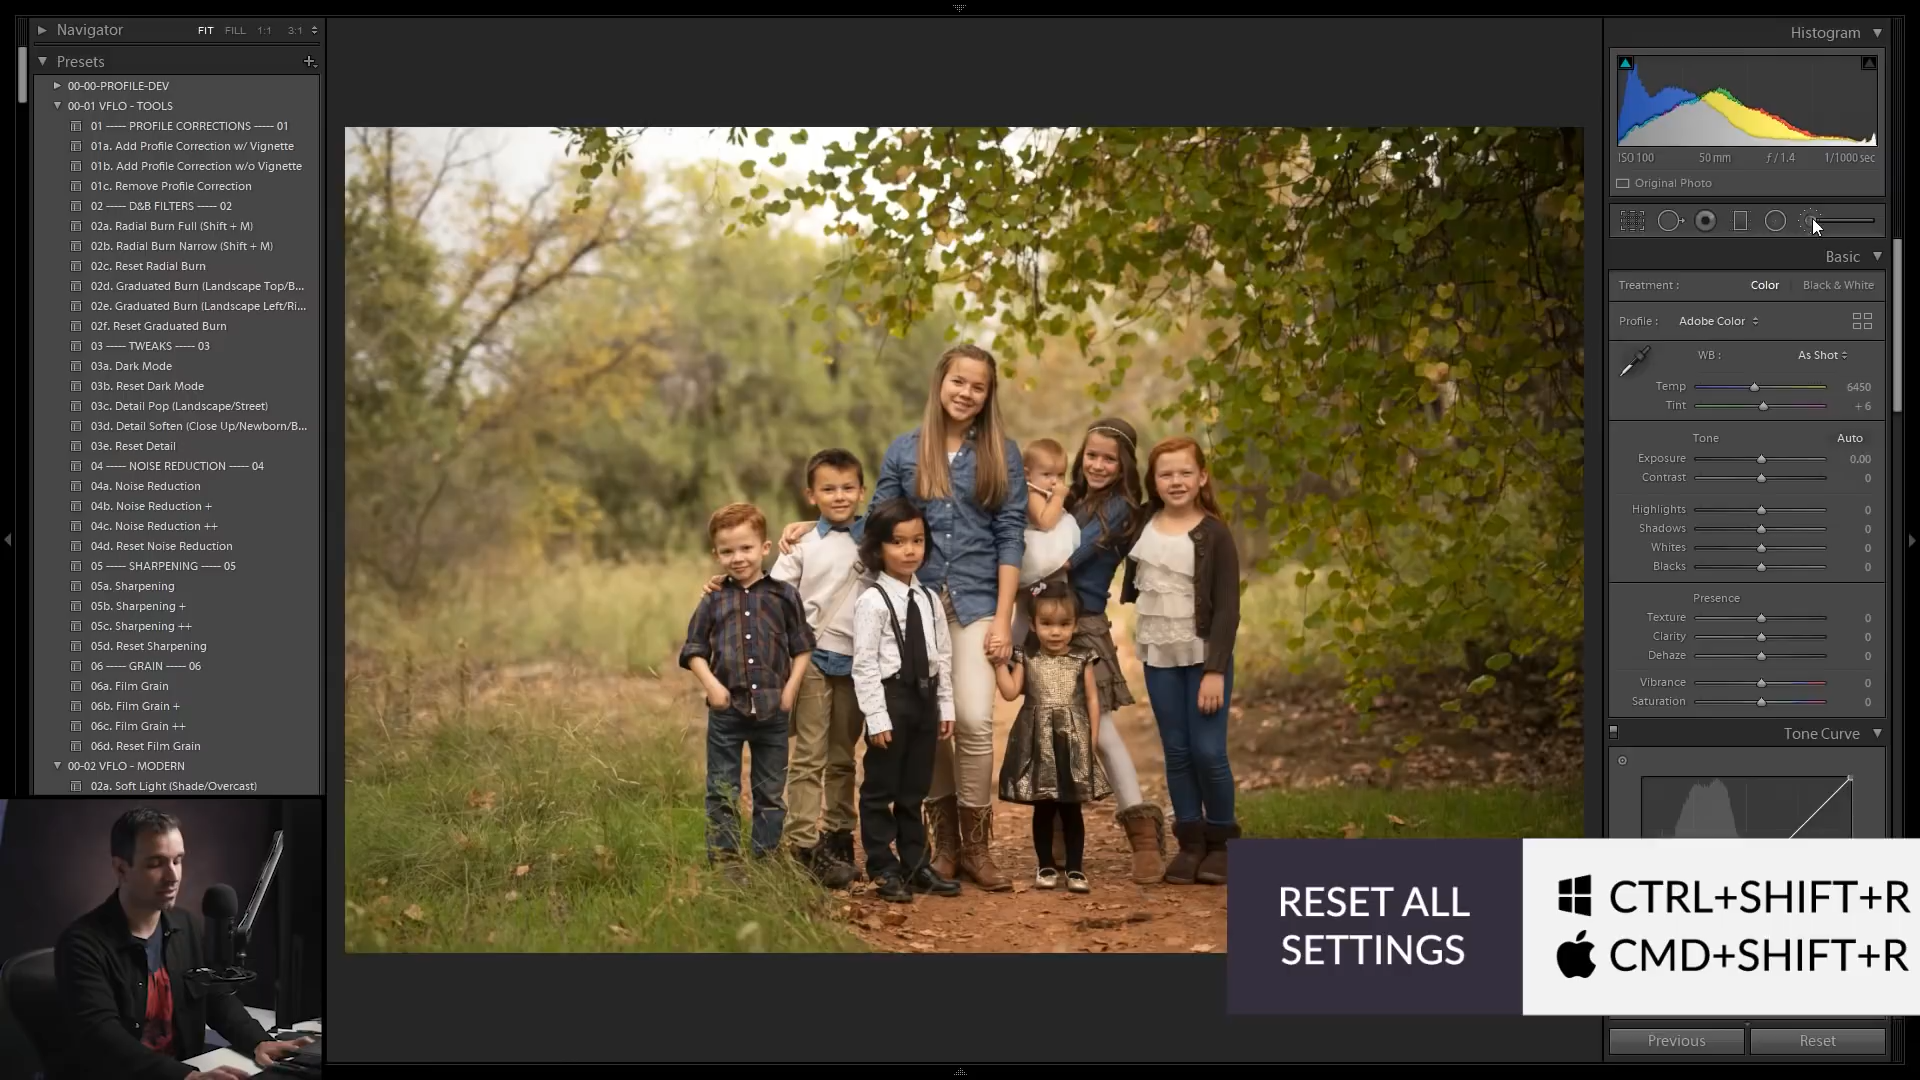 Navigator
FIT FILL 1:1 3:1
Presets
00-00-PROFILE-DEV
00-01 VFLO - TOOLS
01 ----- PROFILE CORRECTIONS ----- 01
01a. Add Profile Correction w/ Vignette
01b. Add Profile Correction w/o Vignette
01c. Remove Profile Correction
02 ----- D&B FILTERS ----- 02
02a. Radial Burn Full (Shift + M)
02b. Radial Burn Narrow (Shift + M)
02c. Reset Radial Burn
02d. Graduated Burn (Landscape Top/B...
02e. Graduated Burn (Landscape Left/Ri...
02f. Reset Graduated Burn
03 ----- TWEAKS ----- 03
03a. Dark Mode
03b. Reset Dark Mode
03c. Detail Pop (Landscape/Street)
03d. Detail Soften (Close Up/Newborn/B...
03e. Reset Detail
04 ----- NOISE REDUCTION ----- 04
04a. Noise Reduction
04b. Noise Reduction +
04c. Noise Reduction ++
04d. Reset Noise Reduction
05 ----- SHARPENING ----- 05
05a. Sharpening
05b. Sharpening +
05c. Sharpening ++
05d. Reset Sharpening
06 ----- GRAIN ----- 06
06a. Film Grain
06b. Film Grain +
06c. Film Grain ++
06d. Reset Film Grain
00-02 VFLO - MODERN
02a. Soft Light (Shade/Overcast)
Histogram
ISO 100 50 mm ƒ / 1.4 1/1000 sec
Original Photo
Basic
Treatment : Color Black & White
Profile : Adobe Color
WB : As Shot
Temp 6450
Tint + 6
Tone Auto
Exposure 0.00
Contrast 0
Highlights 0
Shadows 0
Whites 0
Blacks 0
Presence
Texture 0
Clarity 0
Dehaze 0
Vibrance 0
Saturation 0
Tone Curve
RESET ALL
SETTINGS
CTRL+SHIFT+R
CMD+SHIFT+R
Previous Reset